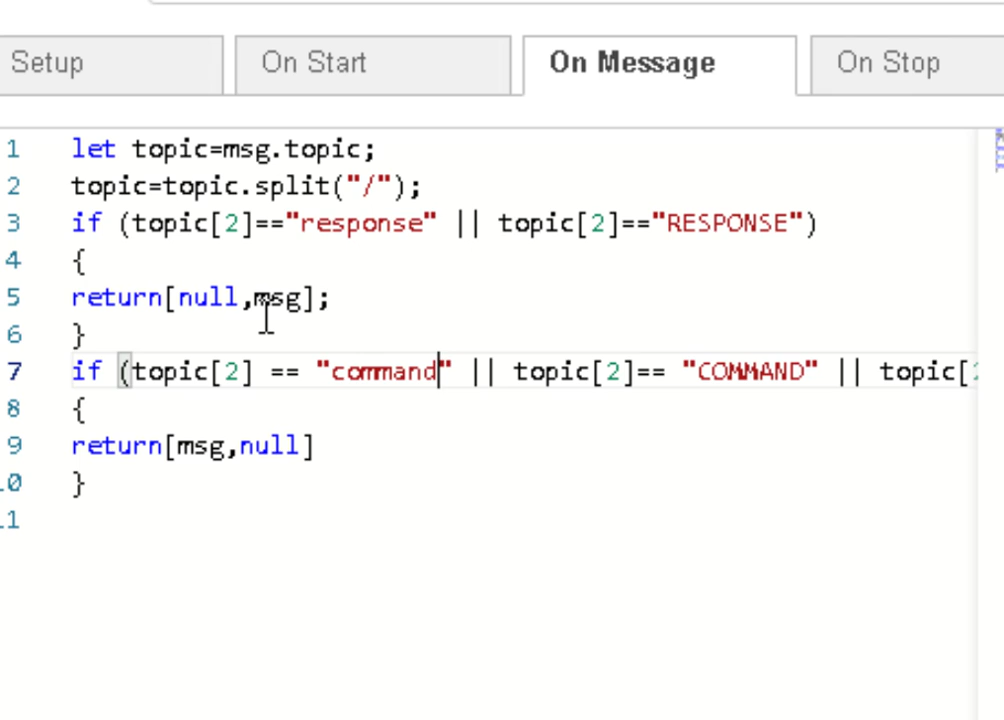 Setup On Start On Message On Stop
1 let topic=msg.topic;
2 topic=topic.split("/");
3 if (topic[2]=="response" || topic[2]=="RESPONSE")
4 {
5 return[null,msg];
6 }
7 if (topic[2] == "command" || topic[2]== "COMMAND" || topic[2
8 {
9 return[msg,null]
10 }
11